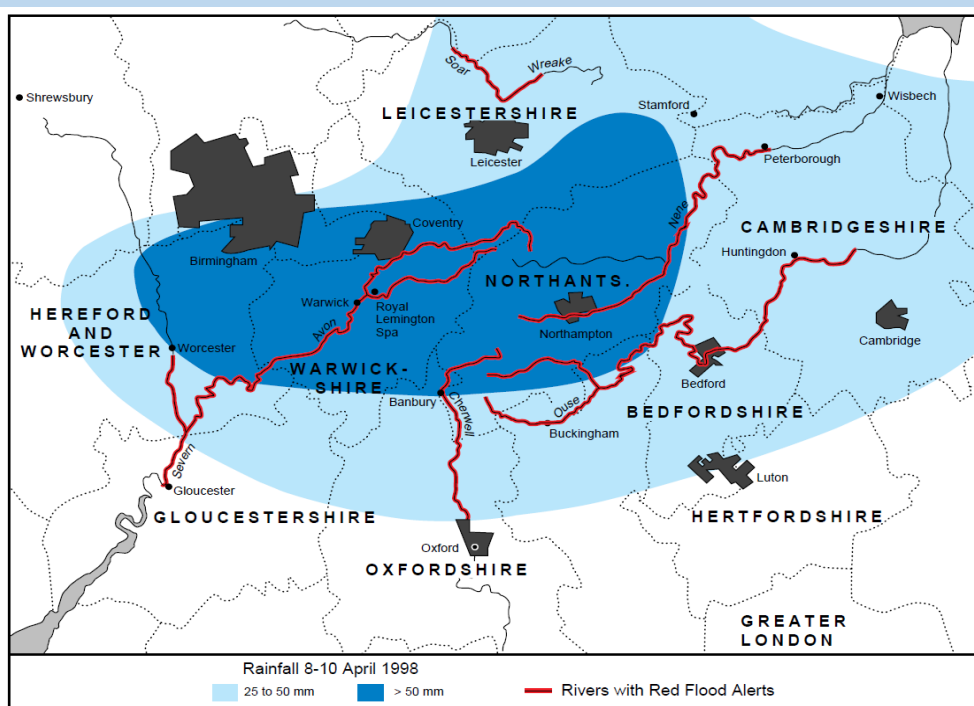 Soar
Wreake
Shrewsbury
LEICESTERSHIRE
Stamford
Wisbech
Leicester
Peterborough
Nene
Coventry
CAMBRIDGESHIRE
Birmingham
Huntingdon
NORTHANTS.
Warwick
Royal
Lemington
Spa
HEREFORD
AND
WORCESTER
Avon
Northampton
Cambridge
Worcester
WARWICK-
SHIRE
Bedford
Banbury
Cherwell
Ouse
BEDFORDSHIRE
Buckingham
Severn
Luton
Gloucester
GLOUCESTERSHIRE
HERTFORDSHIRE
Oxford
OXFORDSHIRE
GREATER
LONDON
Rainfall 8-10 April 1998
25 to 50 mm
> 50 mm
Rivers with Red Flood Alerts